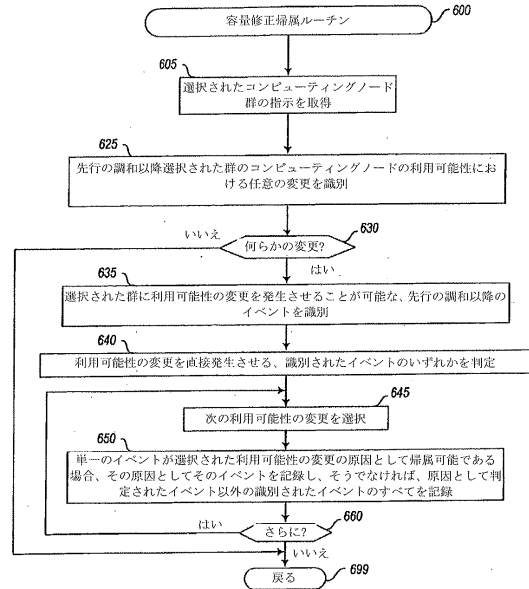 600
容量修正帰属ルーチン
605
選択されたコンピューティングノード
群の指示を取得
625
先行の調和以降選択された群のコンピューティングノードの利用可能性にお
ける任意の変更を識別
630
いいえ
何らかの変更?
はい
635
選択された群に利用可能性の変更を発生させることが可能な、先行の調和以降の
イベントを識別
640
利用可能性の変更を直接発生させる、識別されたイベントのいずれかを判定
645
次の利用可能性の変更を選択
650
単一のイベントが選択された利用可能性の変更の原因として帰属可能である
場合、その原因としてそのイベントを記録し、そうでなければ、原因として判
定されたイベント以外の識別されたイベントのすべてを記録
660
はい
さらに?
いいえ
戻る
699